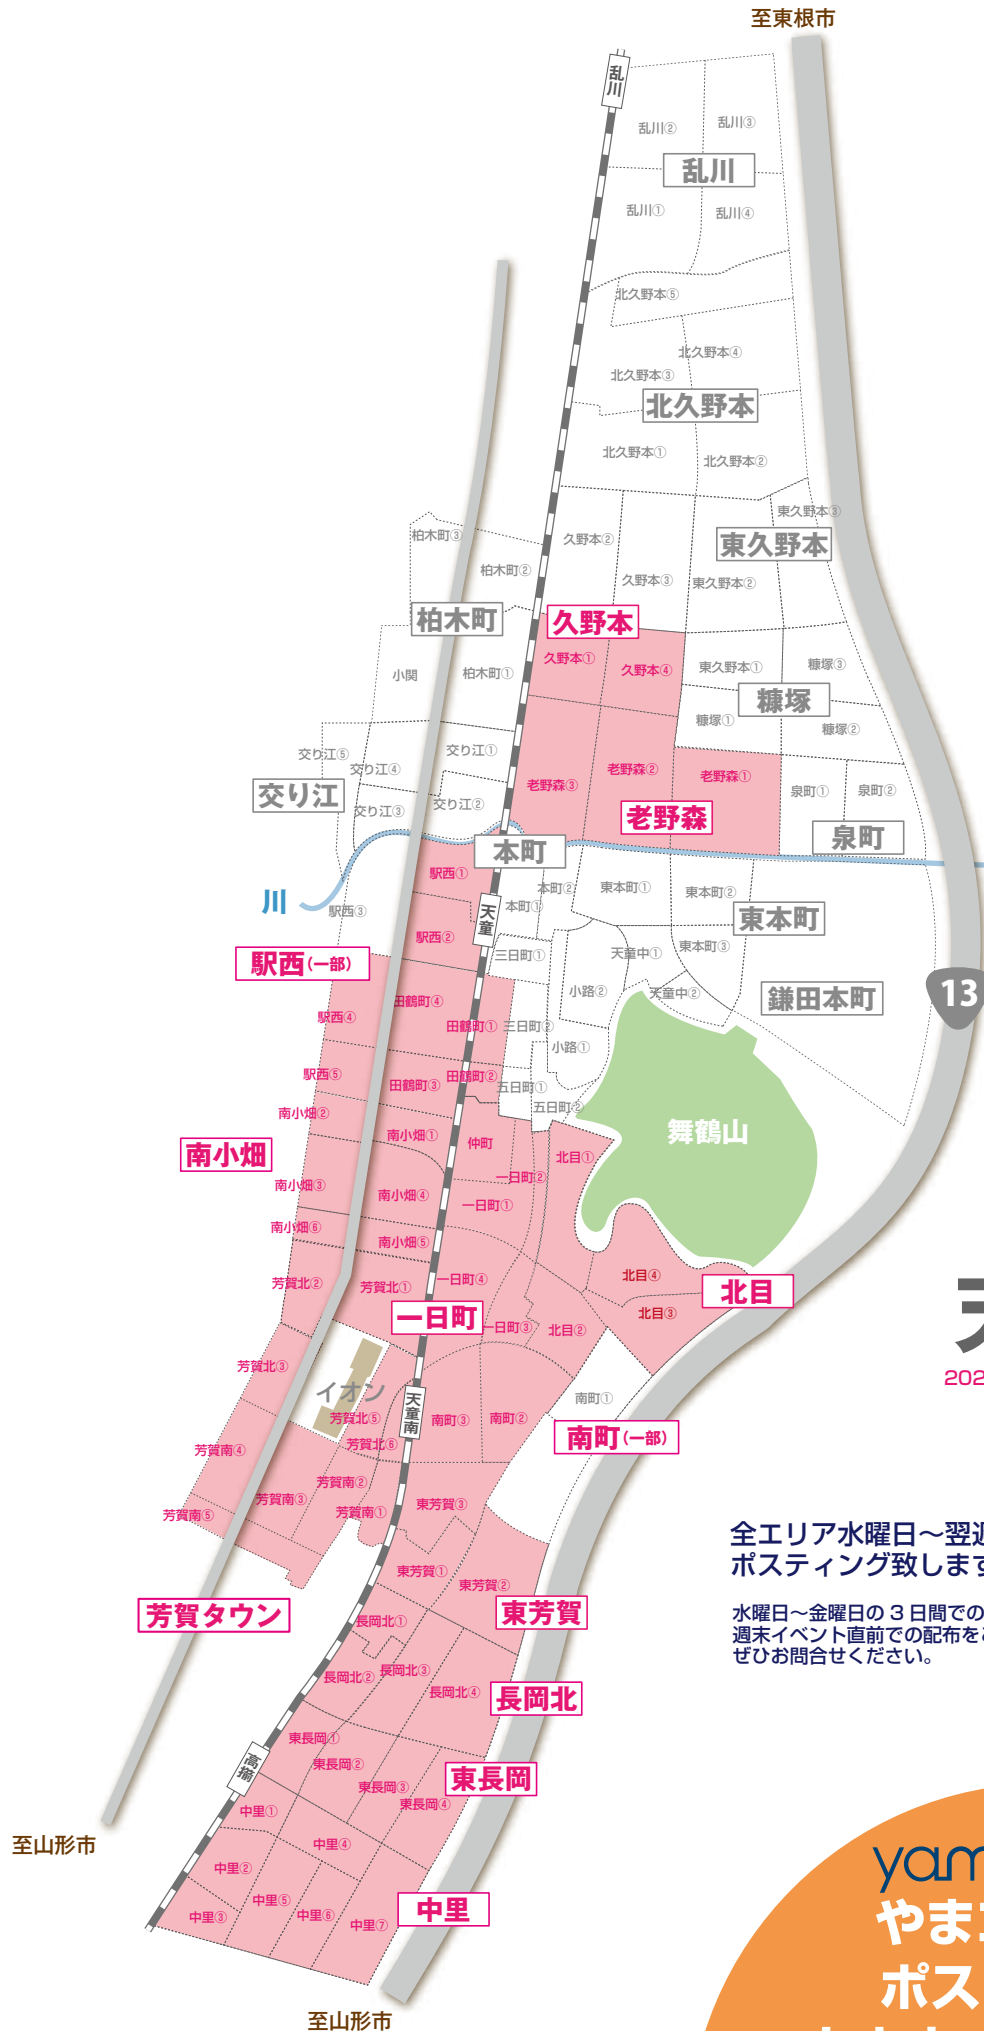 至東根市
乱川
乱川②
乱川③
乱川
乱川①
乱川④
北久野本⑤
北久野本④
北久野本③
北久野本
北久野本①
北久野本②
東久野本③
柏木町③
久野本②
東久野本
柏木町②
久野本③
東久野本②
柏木町
久野本
久野本①
久野本④
東久野本①
糠塚③
小関
柏木町①
糠塚
糠塚①
糠塚②
交り江⑤
交り江①
交り江④
老野森②
老野森①
老野森③
泉町①
泉町②
交り江
交り江③
交り江②
老野森
泉町
本町
駅西①
本町②
東本町①
東本町②
川
駅西③
本町①
天童
東本町
駅西②
三日町①
天童中①
東本町③
駅西(一部)
小路②
天童中②
鎌田本町
13
駅西④
田鶴町④
田鶴町①
三日町②
小路①
駅西⑤
田鶴町③
田鶴町②
五日町①
五日町②
南小畑②
南小畑①
仲町
舞鶴山
南小畑
北目①
南小畑③
南小畑④
一日町②
一日町①
南小畑⑥
南小畑⑤
芳賀北②
芳賀北①
一日町④
北目④
北目
一日町
一日町③
北目②
北目③
芳賀北③
イオン
202
芳賀北⑤
天童南
南町③
南町②
南町①
南町(一部)
芳賀南④
芳賀北⑥
芳賀南②
芳賀南③
芳賀南⑤
芳賀南①
東芳賀③
全エリア水曜日～翌週
ポスティング致します
東芳賀①
東芳賀②
芳賀タウン
東芳賀
水曜日～金曜日の 3 日間での
週末イベント直前での配布を
ぜひお問合せください。
長岡北①
長岡北②
長岡北③
長岡北④
長岡北
東長岡①
東長岡②
高擶
東長岡③
東長岡
東長岡④
中里①
中里④
至山形市
中里②
中里⑤
中里⑥
中里③
中里⑦
中里
至山形市
yam
やま
ポス